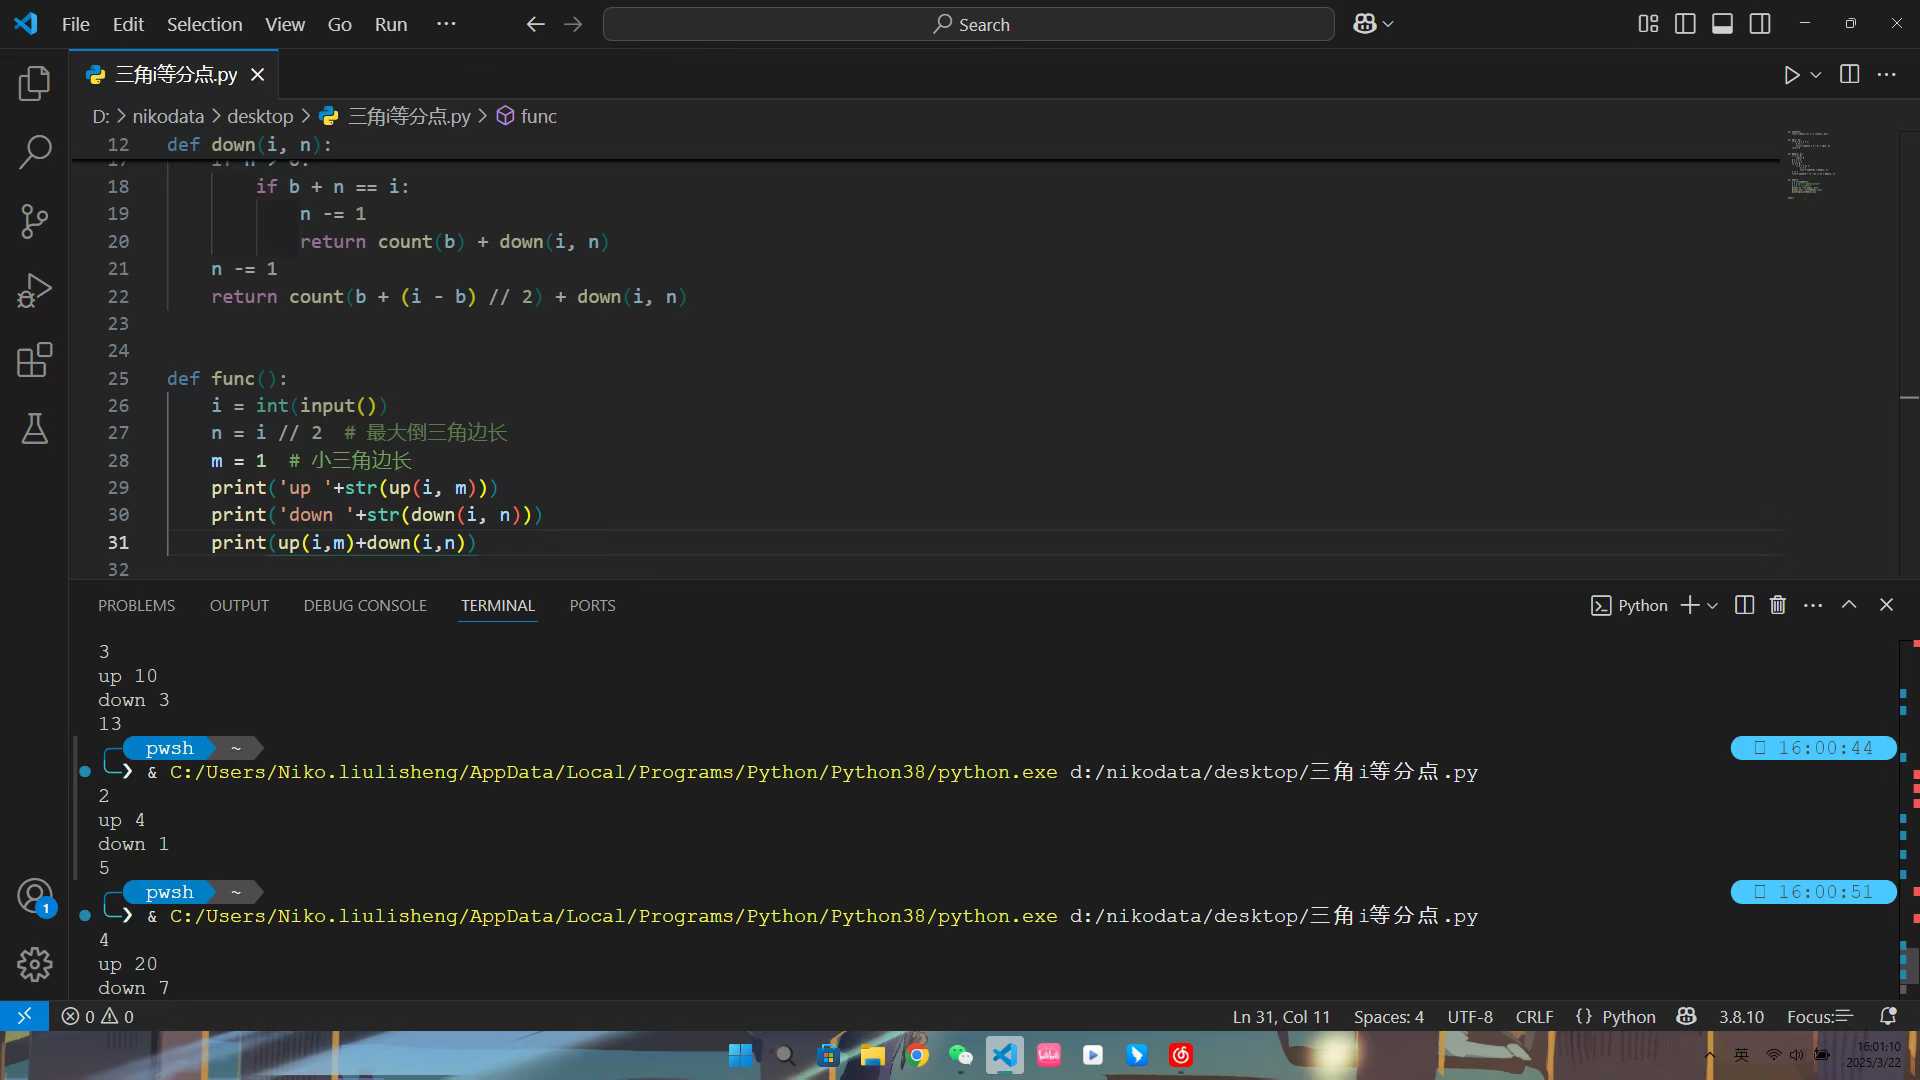 File Edit Selection View Go Run ···
Search
三角i等分点.py
D: > nikodata > desktop > 三角i等分点.py > func
12 def down(i, n):
18 if b + n == i:
19 n -= 1
20 return count(b) + down(i, n)
21 n -= 1
22 return count(b + (i - b) // 2) + down(i, n)
23
24
25 def func():
26 i = int(input())
27 n = i // 2 # 最大倒三角边长
28 m = 1 # 小三角边长
29 print('up '+str(up(i, m)))
30 print('down '+str(down(i, n)))
31 print(up(i,m)+down(i,n))
32
PROBLEMS OUTPUT DEBUG CONSOLE TERMINAL PORTS
Python
3
up 10
down 3
13
pwsh ~ 16:00:44
& C:/Users/Niko.liulisheng/AppData/Local/Programs/Python/Python38/python.exe d:/nikodata/desktop/三角i等分点.py
2
up 4
down 1
5
pwsh ~ 16:00:51
& C:/Users/Niko.liulisheng/AppData/Local/Programs/Python/Python38/python.exe d:/nikodata/desktop/三角i等分点.py
4
up 20
down 7
1
0 0 Ln 31, Col 11 Spaces: 4 UTF-8 CRLF {} Python 3.8.10 Focus:
英
16:01:10
2025/3/22